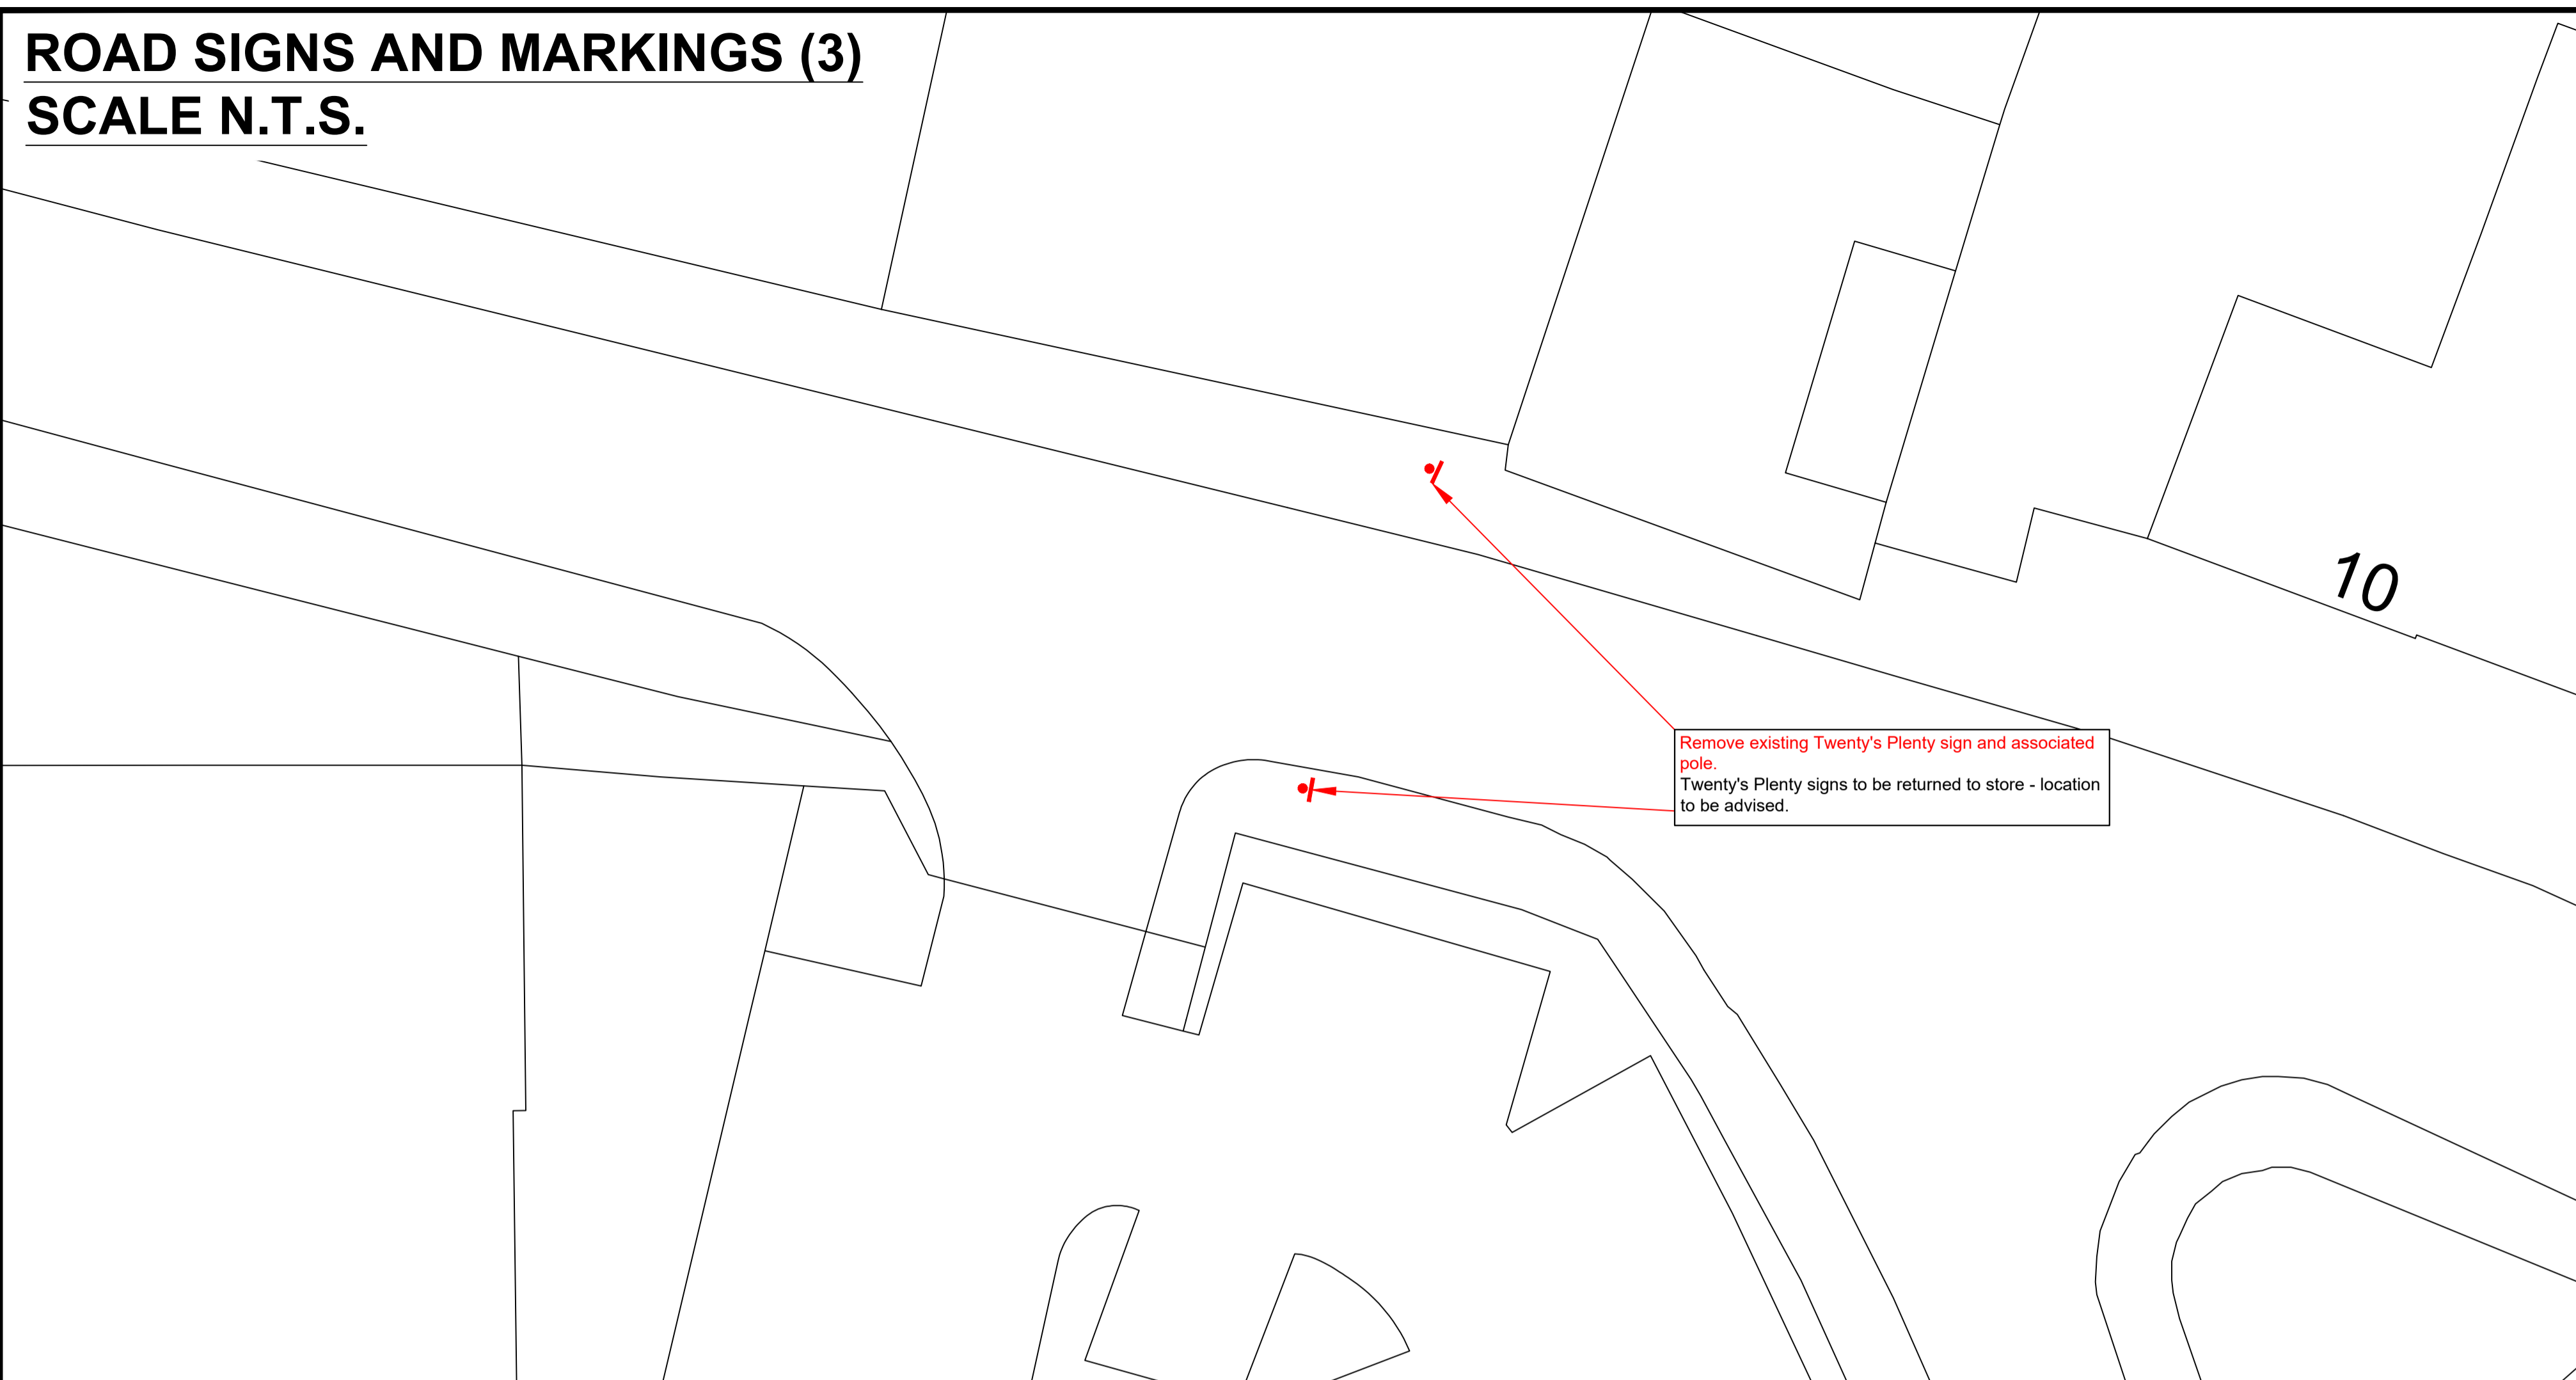 ROAD SIGNS AND MARKINGS (3)
SCALE N.T.S.
10
Remove existing Twenty's Plenty sign and associated
pole.
Twenty's Plenty signs to be returned to store - location
to be advised.